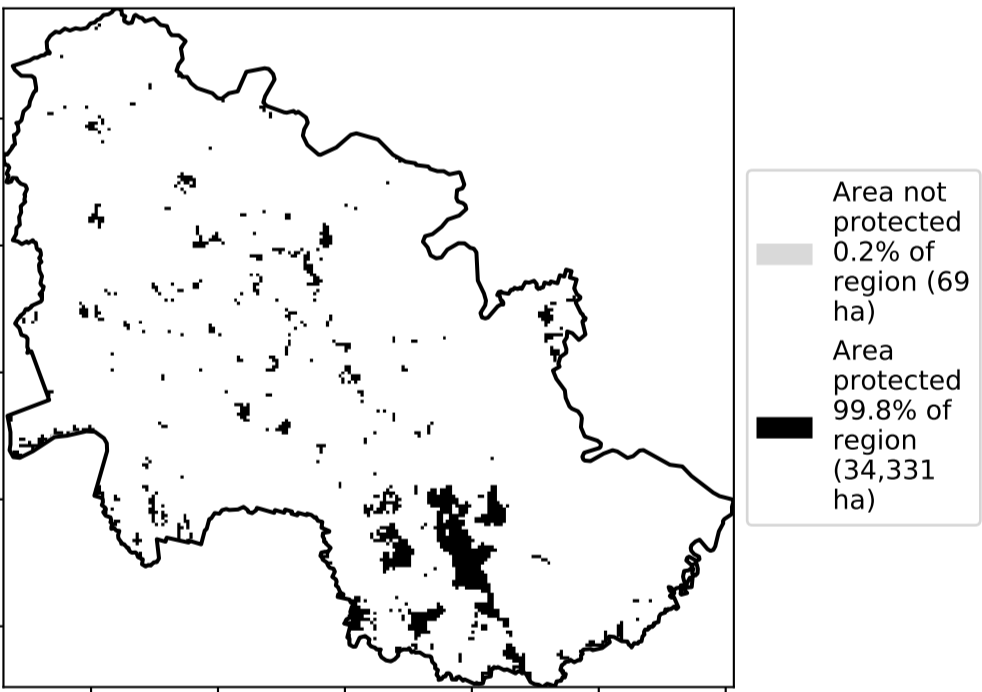 Area not
protected
0.2% of
region (69
ha)
Area
protected
99.8% of
region
(34,331
ha)